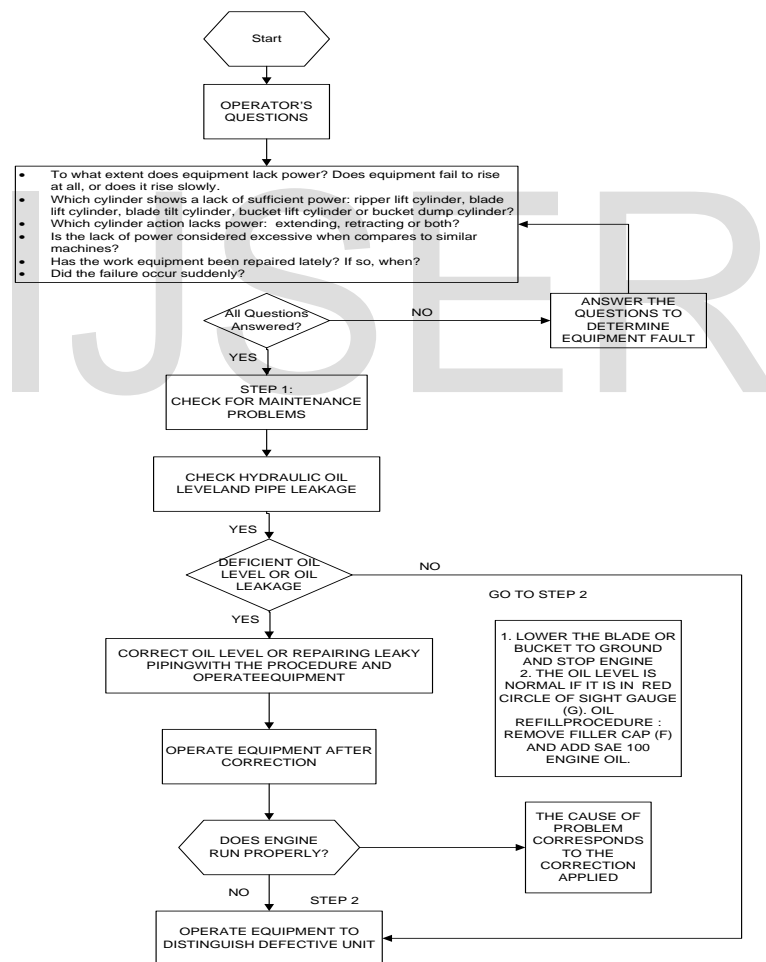 Start
OPERATOR'S
QUESTIONS
• To what extent does equipment lack power? Does equipment fail to rise
at all, or does it rise slowly.
• Which cylinder shows a lack of sufficient power: ripper lift cylinder, blade
lift cylinder, blade tilt cylinder, bucket lift cylinder or bucket dump cylinder?
• Which cylinder action lacks power: extending, retracting or both?
• Is the lack of power considered excessive when compares to similar
machines?
• Has the work equipment been repaired lately? If so, when?
• Did the failure occur suddenly?
IJSER
All Questions
Answered?
NO
ANSWER THE
QUESTIONS TO
DETERMINE
EQUIPMENT FAULT
YES
STEP 1:
CHECK FOR MAINTENANCE
PROBLEMS
CHECK HYDRAULIC OIL
LEVELAND PIPE LEAKAGE
YES
DEFICIENT OIL
LEVEL OR OIL
LEAKAGE
NO
GO TO STEP 2
YES
CORRECT OIL LEVEL OR REPAIRING LEAKY
PIPINGWITH THE PROCEDURE AND
OPERATEEQUIPMENT
1. LOWER THE BLADE OR
BUCKET TO GROUND
AND STOP ENGINE
2. THE OIL LEVEL IS
NORMAL IF IT IS IN RED
CIRCLE OF SIGHT GAUGE
(G). OIL
REFILLPROCEDURE :
REMOVE FILLER CAP (F)
AND ADD SAE 100
ENGINE OIL.
OPERATE EQUIPMENT AFTER
CORRECTION
DOES ENGINE
RUN PROPERLY?
THE CAUSE OF
PROBLEM
CORRESPONDS
TO THE
CORRECTION
APPLIED
NO
STEP 2
OPERATE EQUIPMENT TO
DISTINGUISH DEFECTIVE UNIT